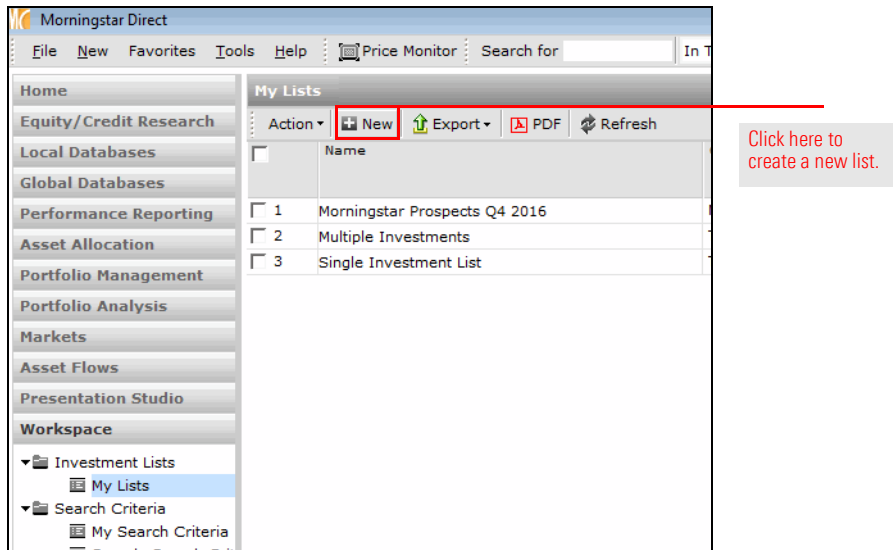 Morningstar Direct
File New Favorites Tools Help Price Monitor Search for In T
Home
Equity/Credit Research
Local Databases
Global Databases
Performance Reporting
Asset Allocation
Portfolio Management
Portfolio Analysis
Markets
Asset Flows
Presentation Studio
Workspace
Investment Lists
My Lists
Search Criteria
My Search Criteria
My Lists
Action New Export PDF Refresh
Name
1 Morningstar Prospects Q4 2016
2 Multiple Investments
3 Single Investment List
Click here to
create a new list.